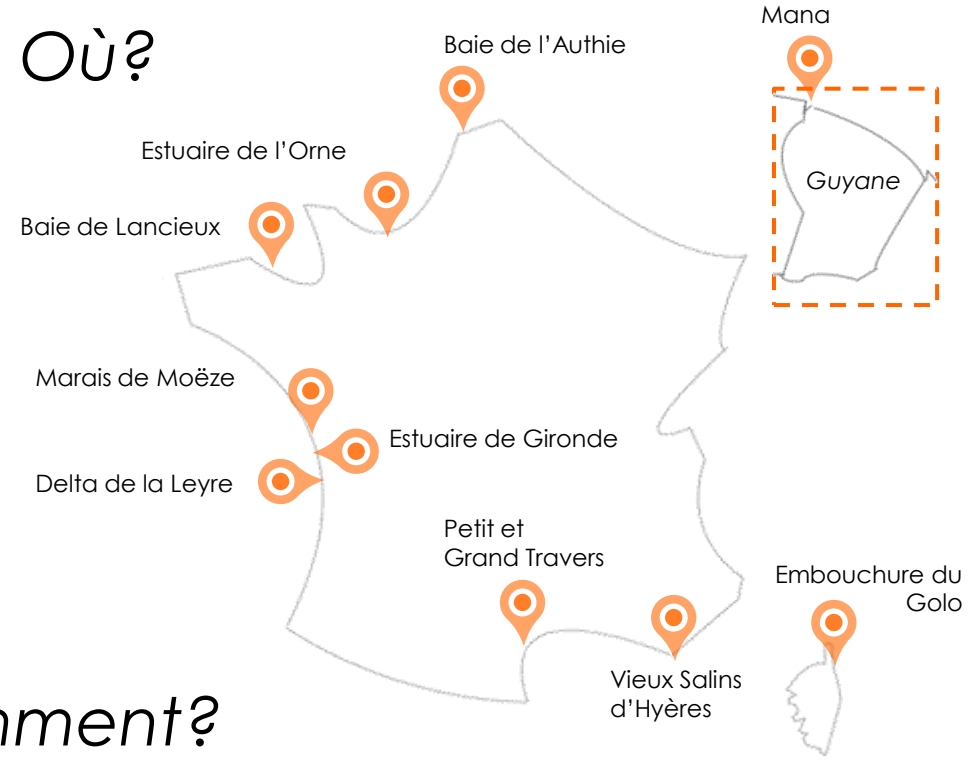 Où?
Mana
Baie de l’Authie
Estuaire de l’Orne
Guyane
Baie de Lancieux
Marais de Moëze
Estuaire de Gironde
Delta de la Leyre
Petit et
Grand Travers
Embouchure du
Golo
Vieux Salins
d’Hyères